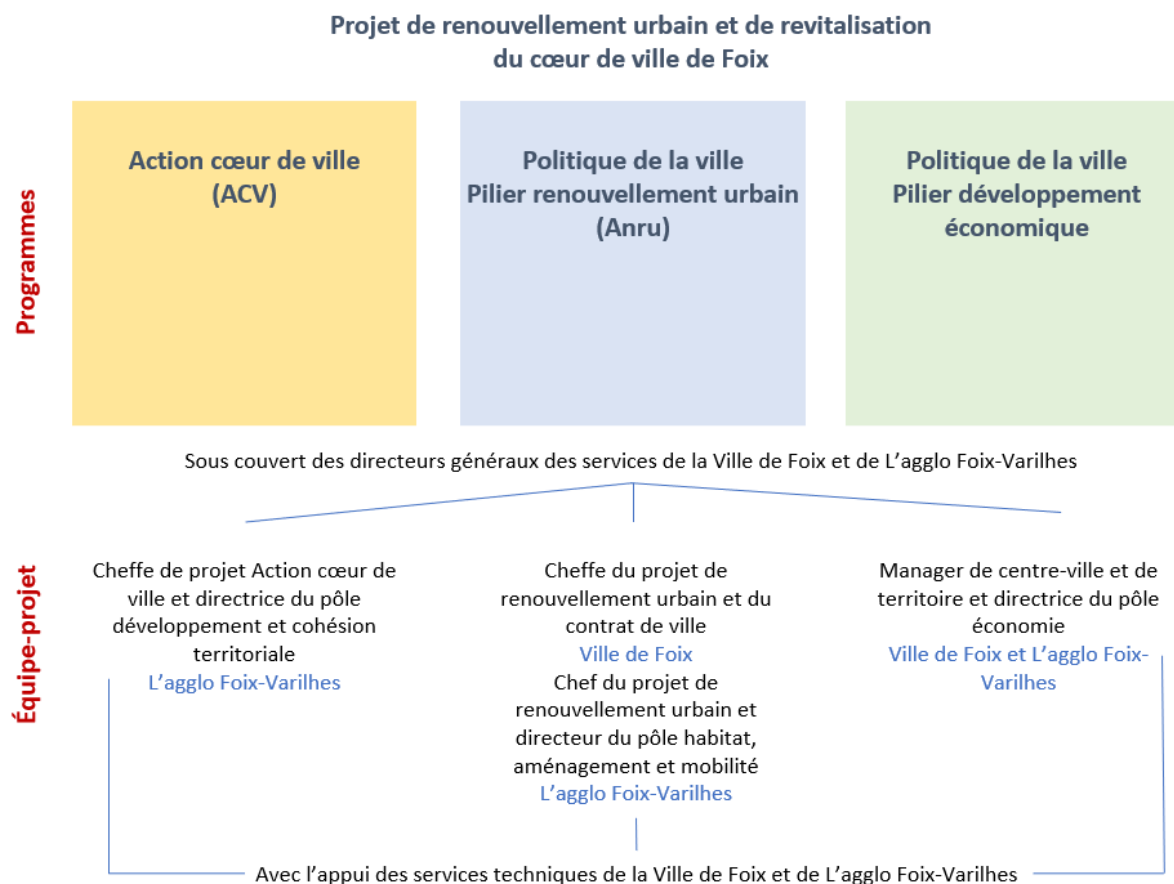 Projet de renouvellement urbain et de revitalisation
du cœur de ville de Foix
Programmes
Action cœur de ville
(ACV)
Politique de la ville
Pilier renouvellement urbain
(Anru)
Politique de la ville
Pilier développement
économique
Sous couvert des directeurs généraux des services de la Ville de Foix et de L’agglo Foix-Varilhes
Équipe-projet
Cheffe de projet Action cœur de
ville et directrice du pôle
développement et cohésion
territoriale
L’agglo Foix-Varilhes
Cheffe du projet de
renouvellement urbain et du
contrat de ville
Ville de Foix
Chef du projet de
renouvellement urbain et
directeur du pôle habitat,
aménagement et mobilité
L’agglo Foix-Varilhes
Manager de centre-ville et de
territoire et directrice du pôle
économie
Ville de Foix et L’agglo Foix-
Varilhes
Avec l’appui des services techniques de la Ville de Foix et de L’agglo Foix-Varilhes